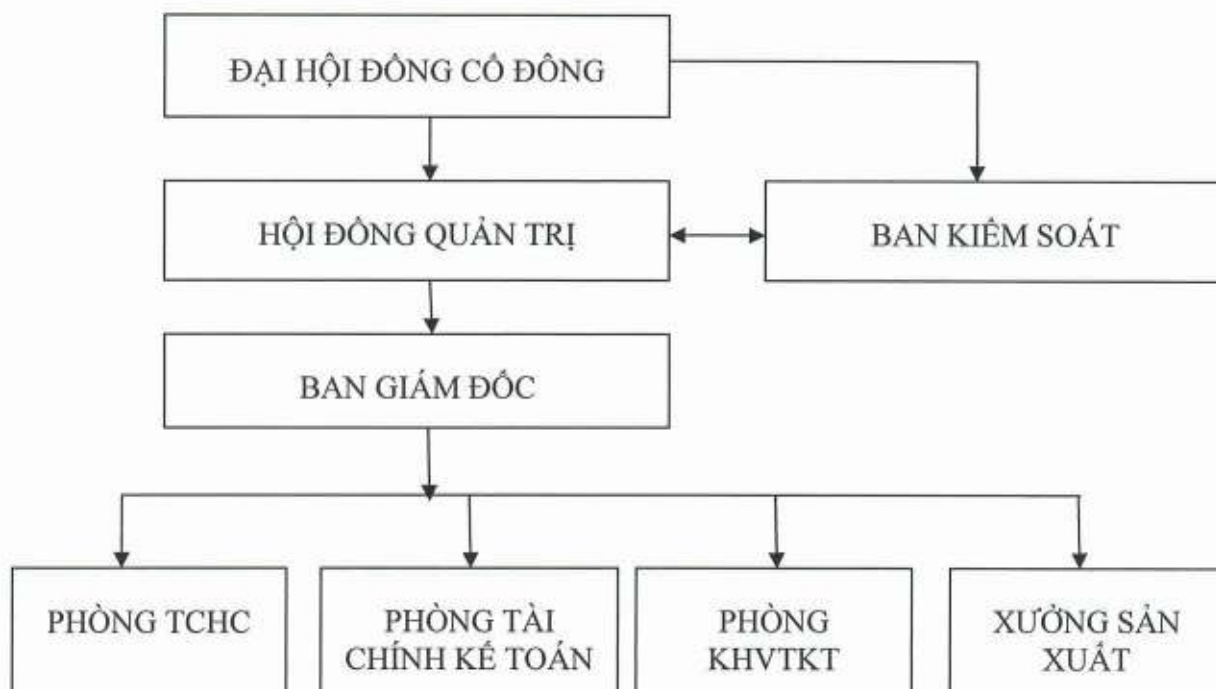 ĐẠI HỘI ĐỒNG CỔ ĐÔNG
HỘI ĐỒNG QUẢN TRỊ
BAN KIỂM SOÁT
BAN GIÁM ĐỐC
PHÒNG TCHC
PHÒNG TÀI
CHÍNH KẾ TOÁN
PHÒNG
KHVTKT
XƯỞNG SẢN
XUẤT